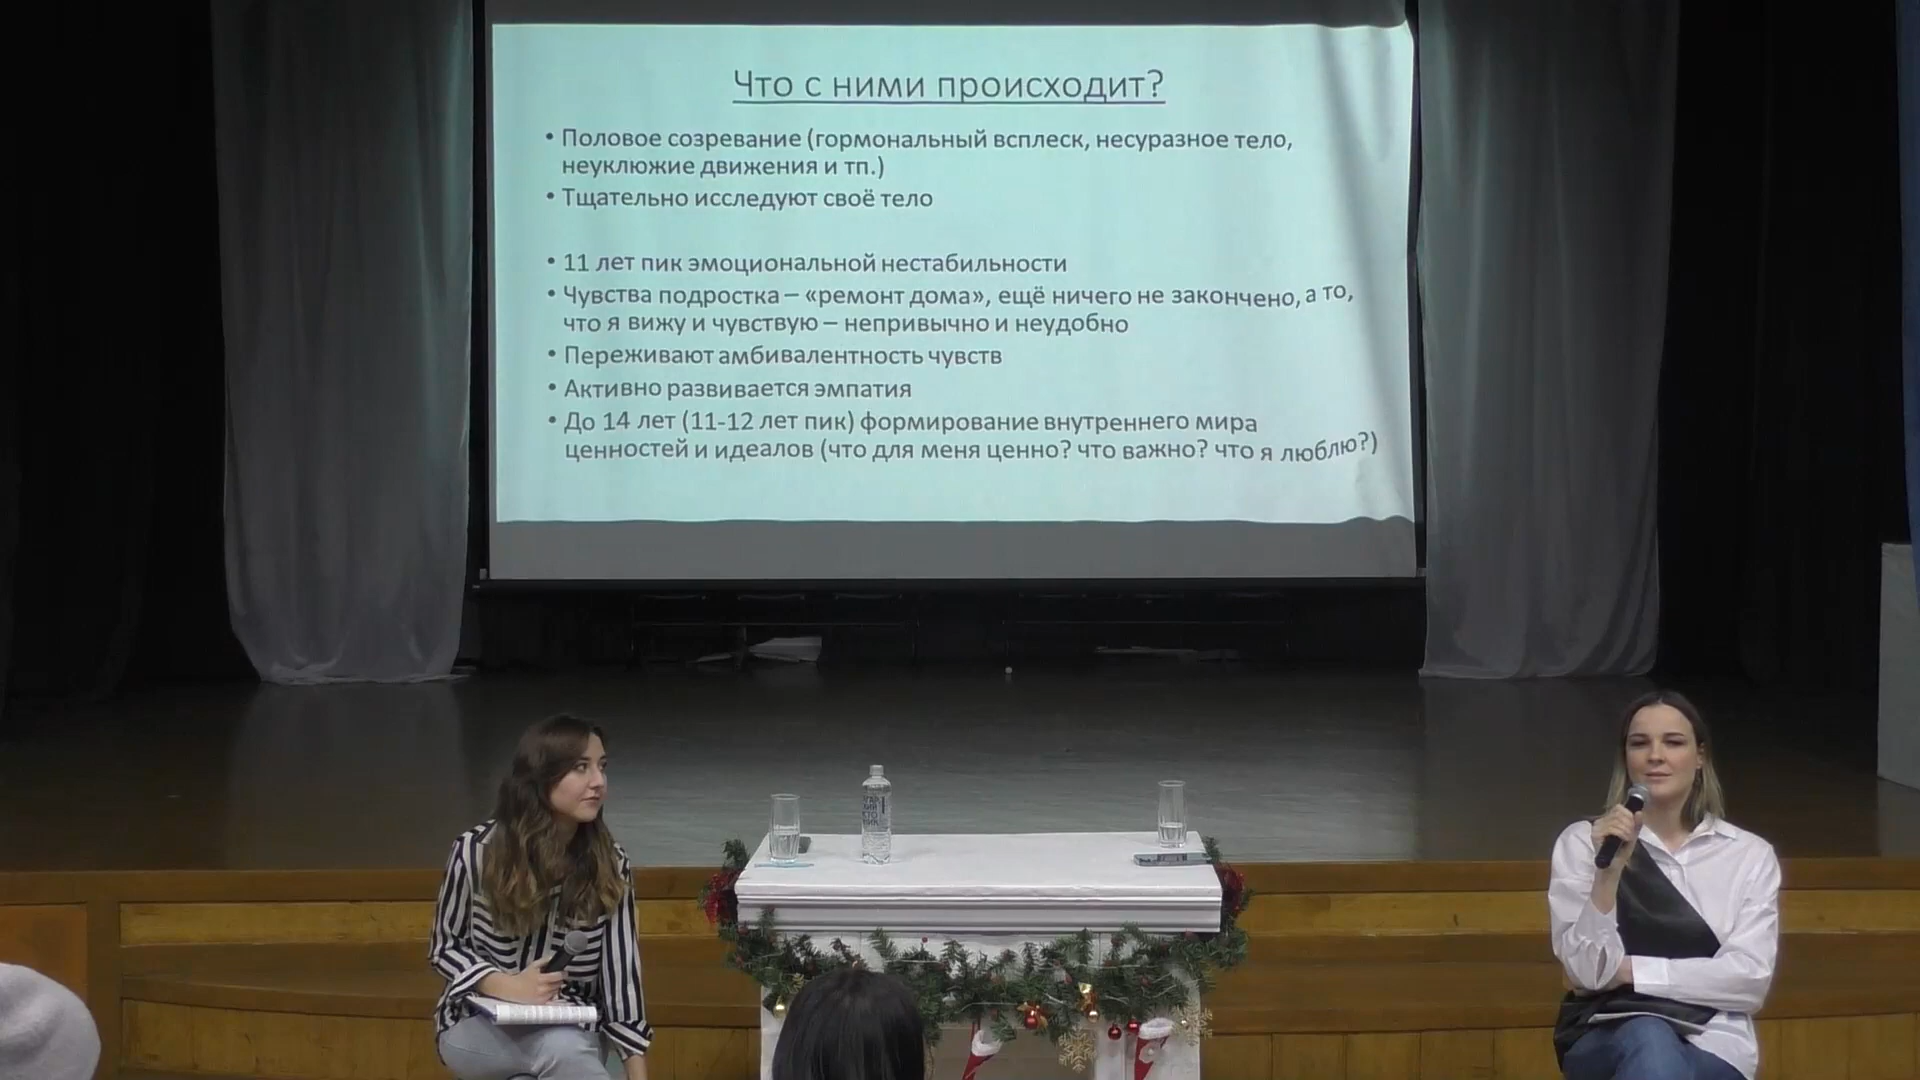 Что с ними происходит?
• Половое созревание (гормональный всплеск, несуразное тело,
неуклюжие движения и тп.)
• Тщательно исследуют своё тело
• 11 лет пик эмоциональной нестабильности
• Чувства подростка – «ремонт дома», ещё ничего не закончено, а то,
что я вижу и чувствую – непривычно и неудобно
• Переживают амбивалентность чувств
• Активно развивается эмпатия
• До 14 лет (11-12 лет пик) формирование внутреннего мира
ценностей и идеалов (что для меня ценно? что важно? что я люблю?)